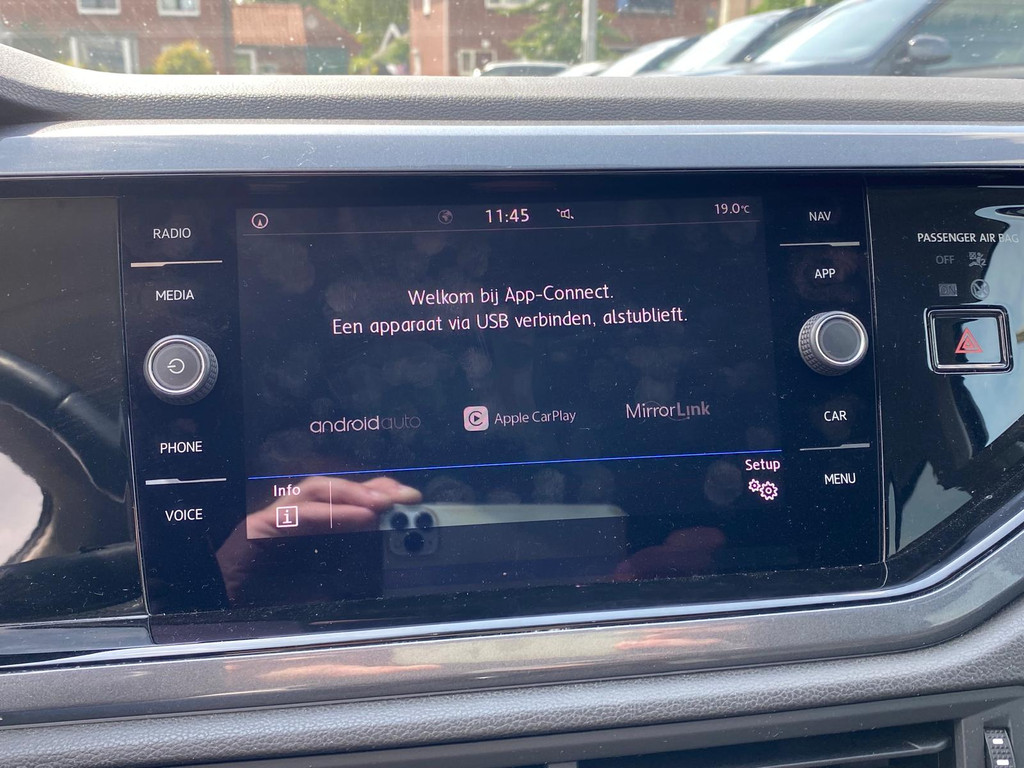 11:45
19.0°C
RADIO
MEDIA
PHONE
VOICE
Welkom bij App-Connect.
Een apparaat via USB verbinden, alstublieft.
androidauto
Apple CarPlay
MirrorLink
Info
i
Setup
NAV
APP
CAR
MENU
PASSENGER AIR BAG
OFF